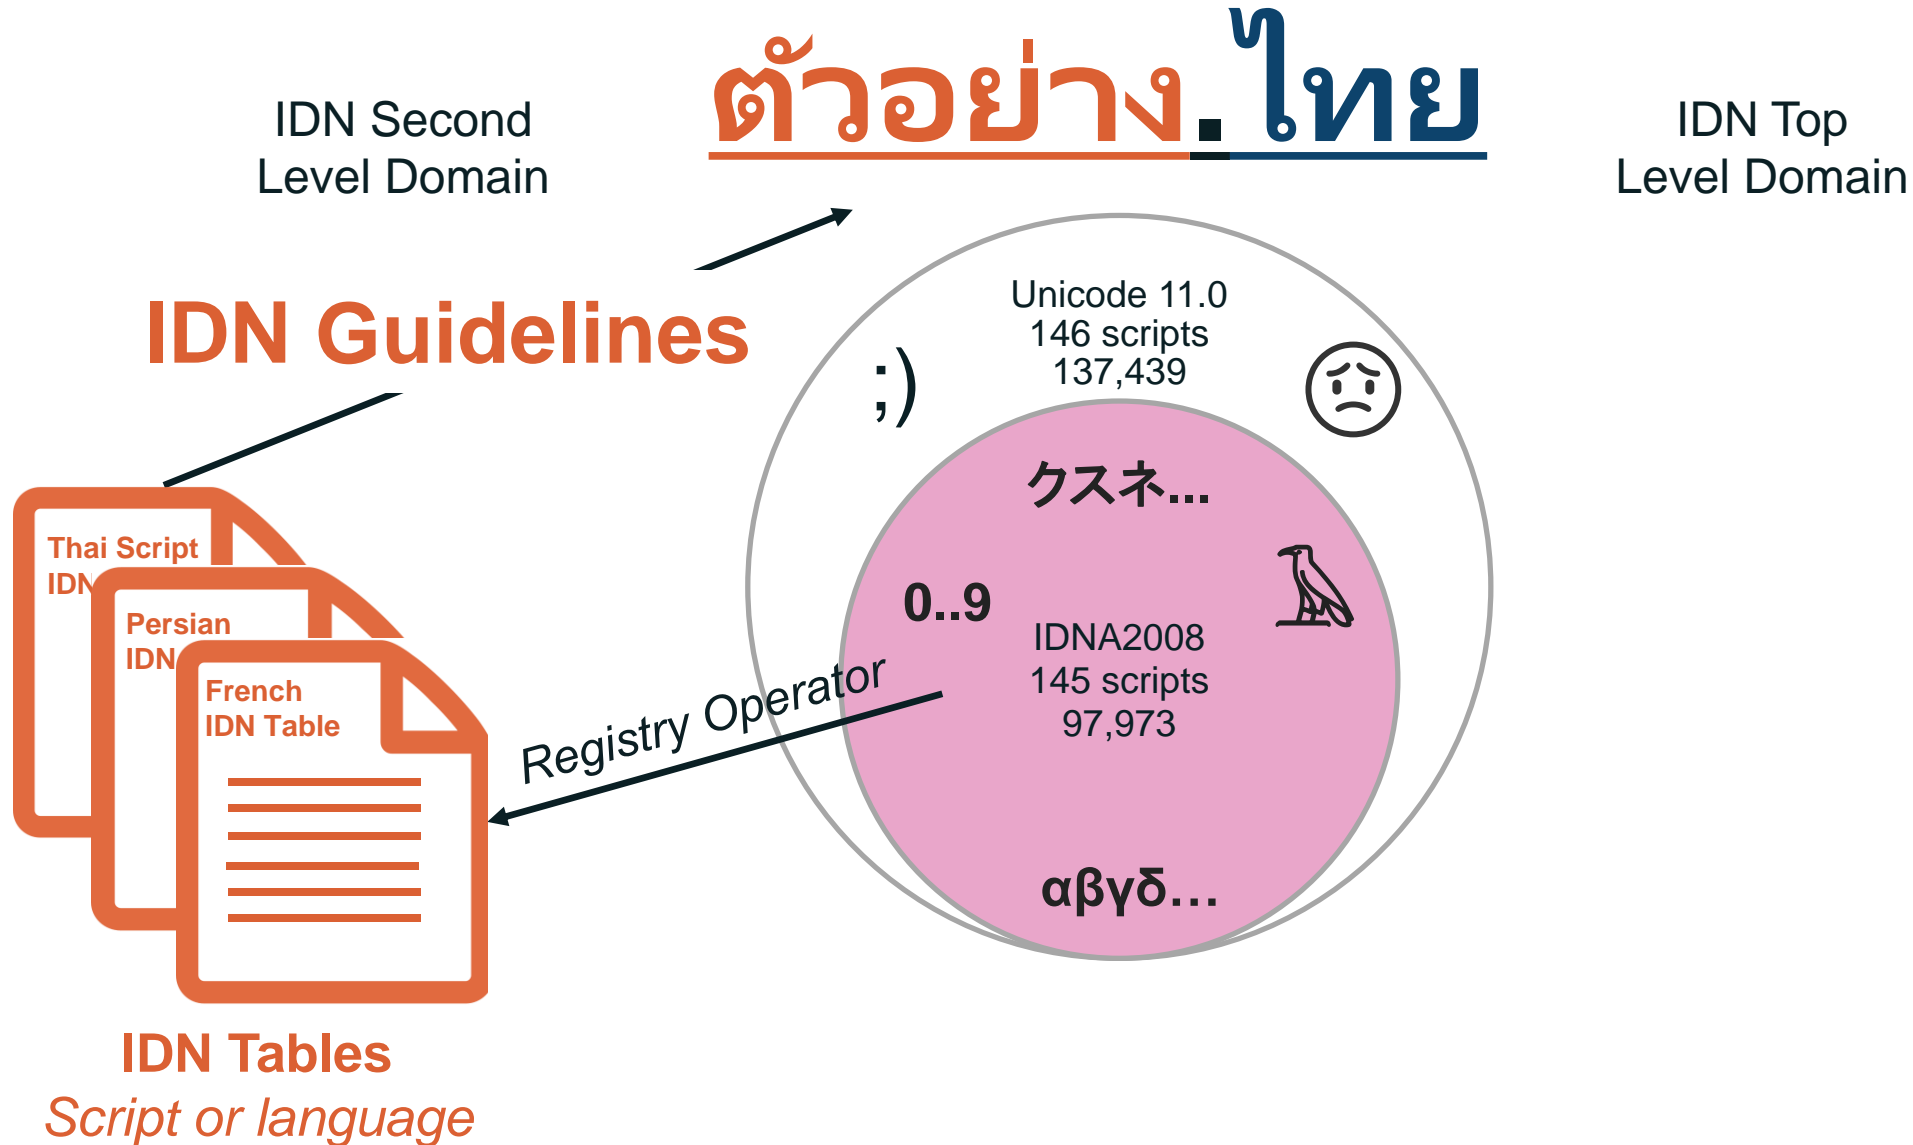 ตัวอย่าง.ไทย
IDN Second
Level Domain
IDN Top
Level Domain
IDN Guidelines
Unicode 11.0
146 scripts
137,439
;)
クスネ...
0..9
IDNA2008
145 scripts
97,973
αβγδ...
Registry Operator
Thai Script
IDN
Persian
IDN
French
IDN Table
IDN Tables
Script or language